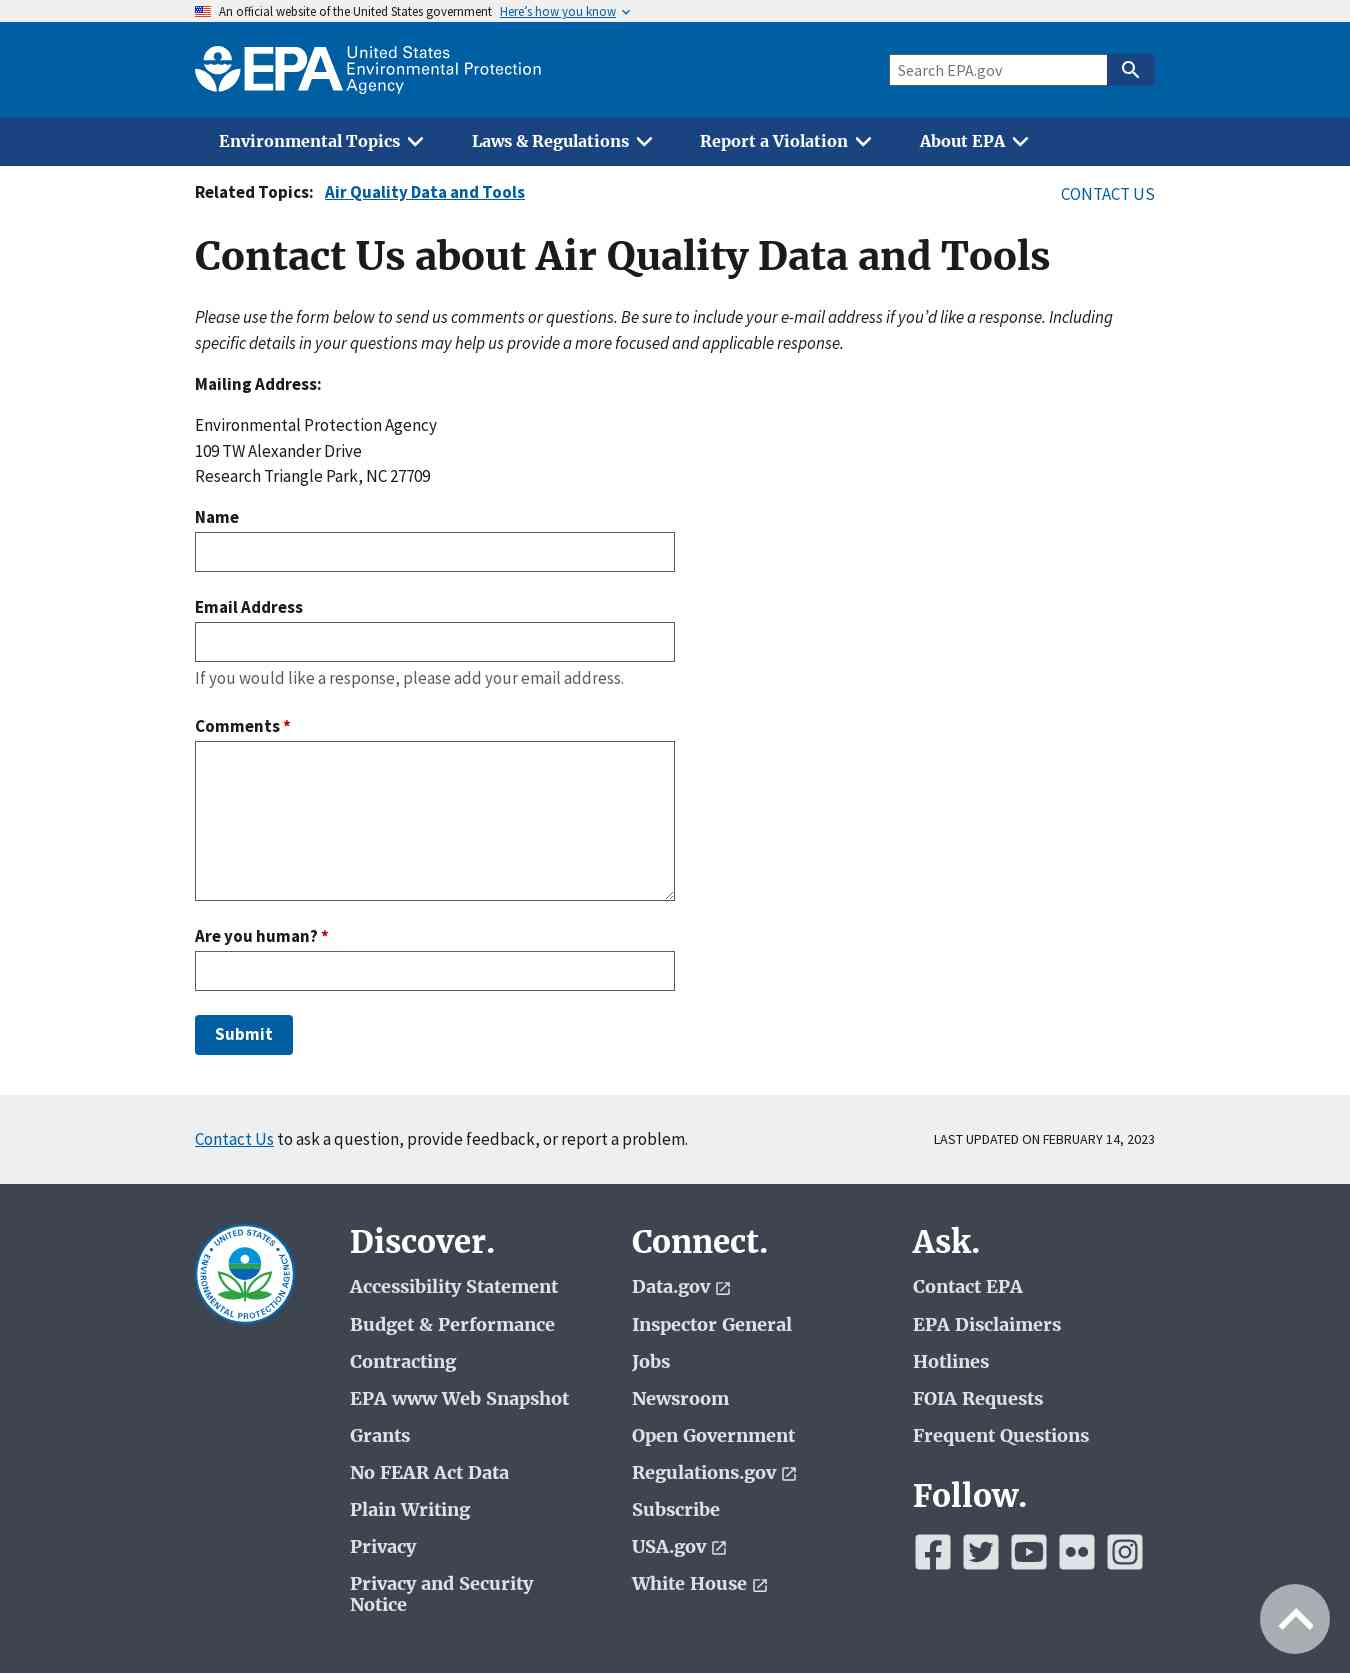 An official website of the United States government Here's how you know
EPA United States
Environmental Protection
Agency
Search EPA.gov
Environmental Topics Laws & Regulations Report a Violation About EPA
Related Topics: Air Quality Data and Tools CONTACT US
Contact Us about Air Quality Data and Tools
Please use the form below to send us comments or questions. Be sure to include your e-mail address if you’d like a response. Including
specific details in your questions may help us provide a more focused and applicable response.
Mailing Address:
Environmental Protection Agency
109 TW Alexander Drive
Research Triangle Park, NC 27709
Name
Email Address
If you would like a response, please add your email address.
Comments *
Are you human? *
Submit
Contact Us to ask a question, provide feedback, or report a problem. LAST UPDATED ON FEBRUARY 14, 2023
UNITED STATES
ENVIRONMENTAL PROTECTION AGENCY
Discover.
Accessibility Statement
Budget & Performance
Contracting
EPA www Web Snapshot
Grants
No FEAR Act Data
Plain Writing
Privacy
Privacy and Security
Notice
Connect.
Data.gov
Inspector General
Jobs
Newsroom
Open Government
Regulations.gov
Subscribe
USA.gov
White House
Ask.
Contact EPA
EPA Disclaimers
Hotlines
FOIA Requests
Frequent Questions
Follow.